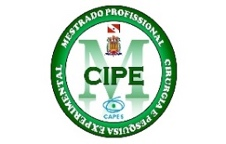 MESTRADO PROFISSIONAL
CIRURGIA E PESQUISA EXPERIMENTAL
M
CIPE
CAPES